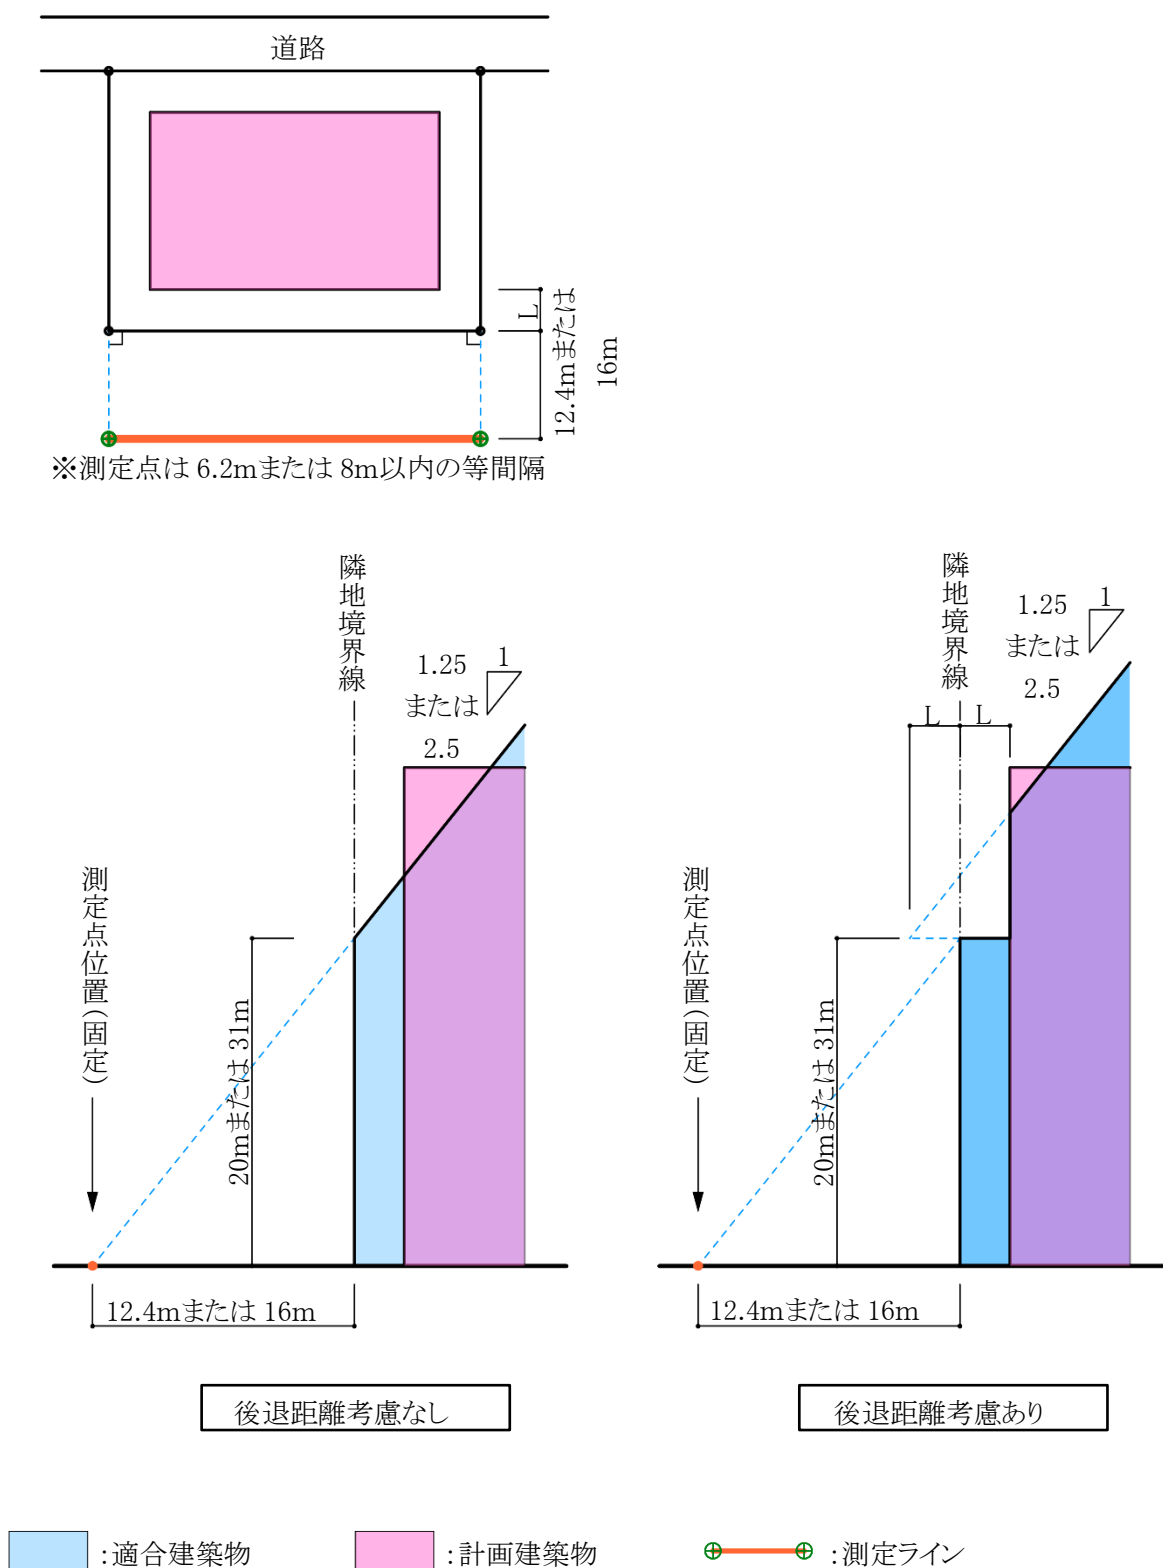 道路
L
12.4mまたは
16m
※測定点は 6.2mまたは 8m以内の等間隔
隣地境界線
1.25
または
2.5
1
測定点位置(固定)
20mまたは 31m
12.4mまたは 16m
後退距離考慮なし
隣地境界線
1.25
または
2.5
1
L
L
測定点位置(固定)
20mまたは 31m
12.4mまたは 16m
後退距離考慮あり
:適合建築物
:計画建築物
:測定ライン